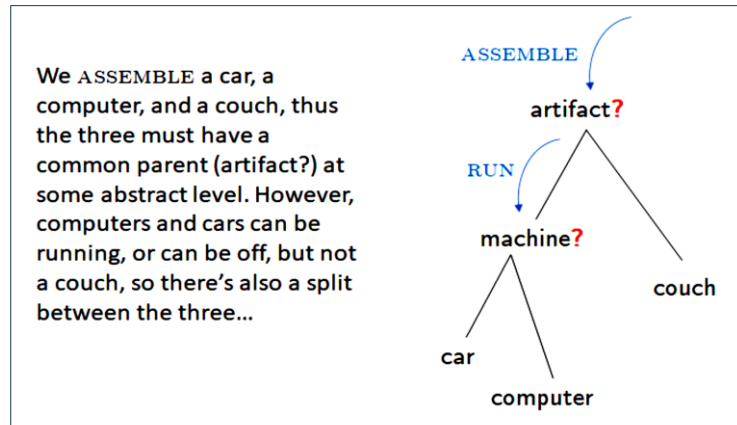 We ASSEMBLE a car, a
computer, and a couch, thus
the three must have a
common parent (artifact?) at
some abstract level. However,
computers and cars can be
running, or can be off, but not
a couch, so there's also a split
between the three...
ASSEMBLE
artifact?
RUN
machine?
couch
car
computer